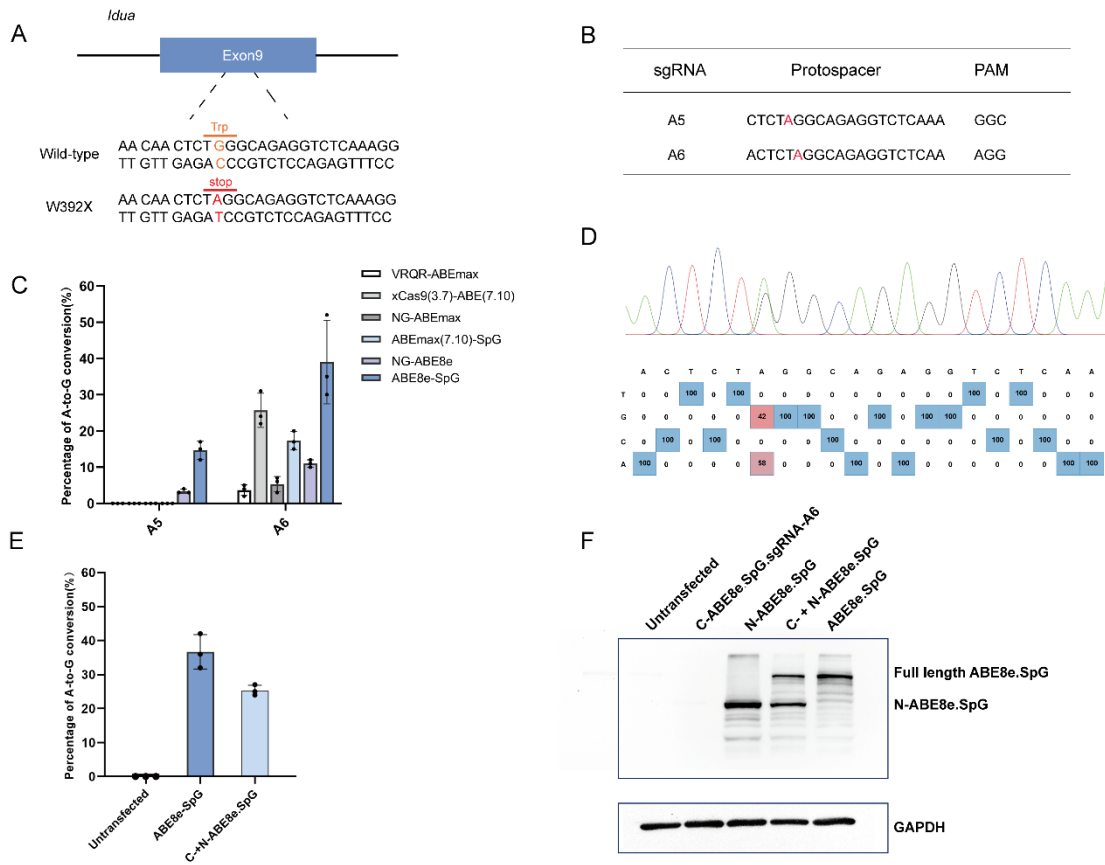 A
Idua
Exon9
Trp
Wild-type
AA CAA CTCTGGGCAGAGGTCTCAAAGG
TT GTT GAGACCCGTCTCCAGAGTTTCC
stop
W392X
AA CAA CTCTAGGCAGAGGTCTCAAAGG
TT GTT GAGATCCGTCTCCAGAGTTTCC
B
sgRNA Protospacer PAM
A5 CTCTAGGCAGAGGTCTCAAA GGC
A6 ACTCTAGGCAGAGGTCTCAA AGG
C
Percentage of A-to-G conversion(%)
60
50
40
30
20
10
0
A5 A6
VRQR-ABEmax
xCas9(3.7)-ABE(7.10)
NG-ABEmax
ABEmax(7.10)-SpG
NG-ABE8e
ABE8e-SpG
D
A C T C T A G G C A G A G G T C T C A A
T 0 0 100 0 100 0 0 0 0 0 0 0 0 0 100 0 100 0 0 0
G 0 0 0 0 0 42 100 100 0 0 100 0 100 100 0 0 0 0 0 0
C 0 100 0 100 0 0 0 0 100 0 0 0 0 0 0 100 0 100 0 0
A 100 0 0 0 0 58 0 0 0 100 0 100 0 0 0 0 0 0 100 100
E
Percentage of A-to-G conversion(%)
60
50
40
30
20
10
0
Untransfected
ABE8e-SpG
C-+N-ABE8e.SpG
F
Untransfected
C-ABE8e.SpG.sgRNA-A6
N-ABE8e.SpG
C- + N-ABE8e.SpG
ABE8e.SpG
Full length ABE8e.SpG
N-ABE8e.SpG
GAPDH